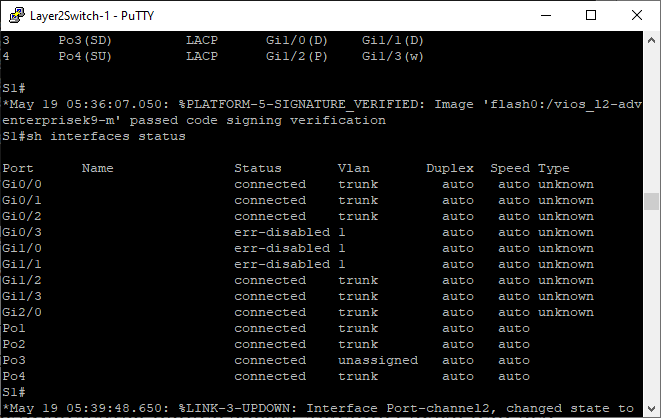 Layer2Switch-1 - PuTTY
3 Po3(SD) LACP Gi1/0(D) Gi1/1(D)
4 Po4(SU) LACP Gi1/2(P) Gi1/3(w)
S1#
*May 19 05:36:07.050: %PLATFORM-5-SIGNATURE_VERIFIED: Image 'flash0:/vios_l2-adv
enterprisek9-m' passed code signing verification
S1#sh interfaces status
Port Name Status Vlan Duplex Speed Type
Gi0/0 connected trunk auto auto unknown
Gi0/1 connected trunk auto auto unknown
Gi0/2 connected trunk auto auto unknown
Gi0/3 err-disabled 1 auto auto unknown
Gi1/0 err-disabled 1 auto auto unknown
Gi1/1 err-disabled 1 auto auto unknown
Gi1/2 connected trunk auto auto unknown
Gi1/3 connected trunk auto auto unknown
Gi2/0 connected trunk auto auto unknown
Po1 connected trunk auto auto
Po2 connected trunk auto auto
Po3 connected unassigned auto auto
Po4 connected trunk auto auto
S1#
*May 19 05:39:48.650: %LINK-3-UPDOWN: Interface Port-channel2, changed state to